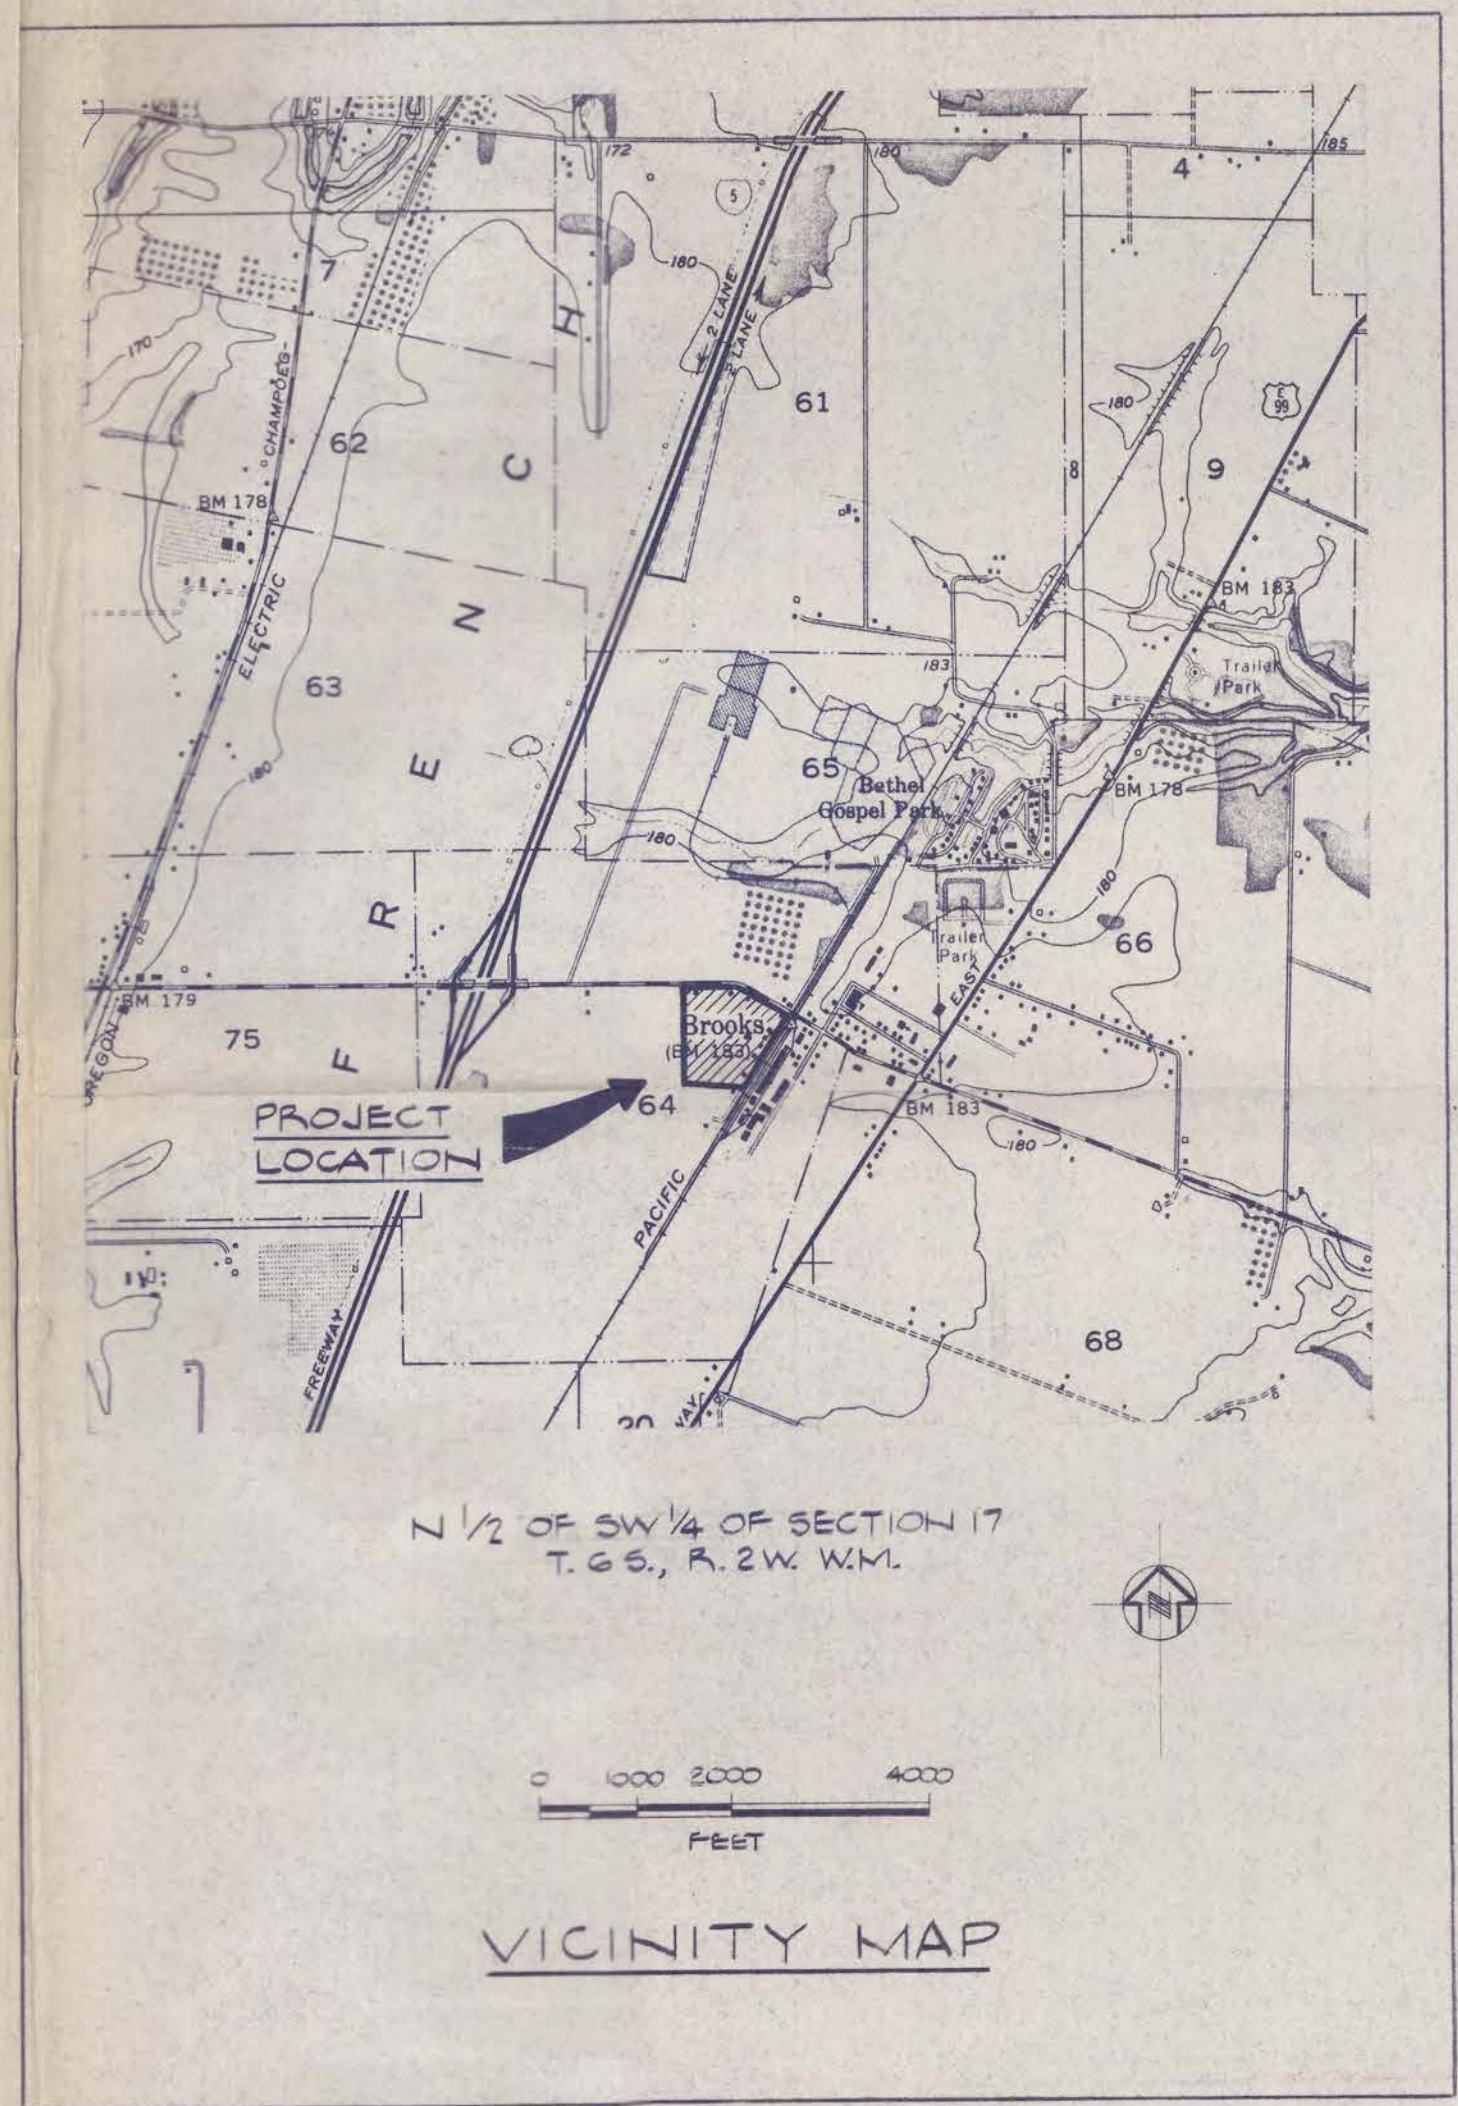 172
180
185
4
5
180
7
2 LANE
2 LANE
170
H
CHAMPOEG-
61
180
E
99
62
C
8
9
BM 178
ELECTRIC
N
BM 183
183
Trailer
Park
63
E
65
180
Bethel
Gospel Park
BM 178
180
180
R
66
Trailer
Park
EAST
BM 179
OREGON
75
F
Brooks
(BM 183)
64
BM 183
180
PROJECT
LOCATION
PACIFIC
FREEWAY
68
N 1/2 OF SW 1/4 OF SECTION 17
T. 6 S., R. 2 W. W.M.
N
0 1000 2000 4000
FEET
VICINITY MAP